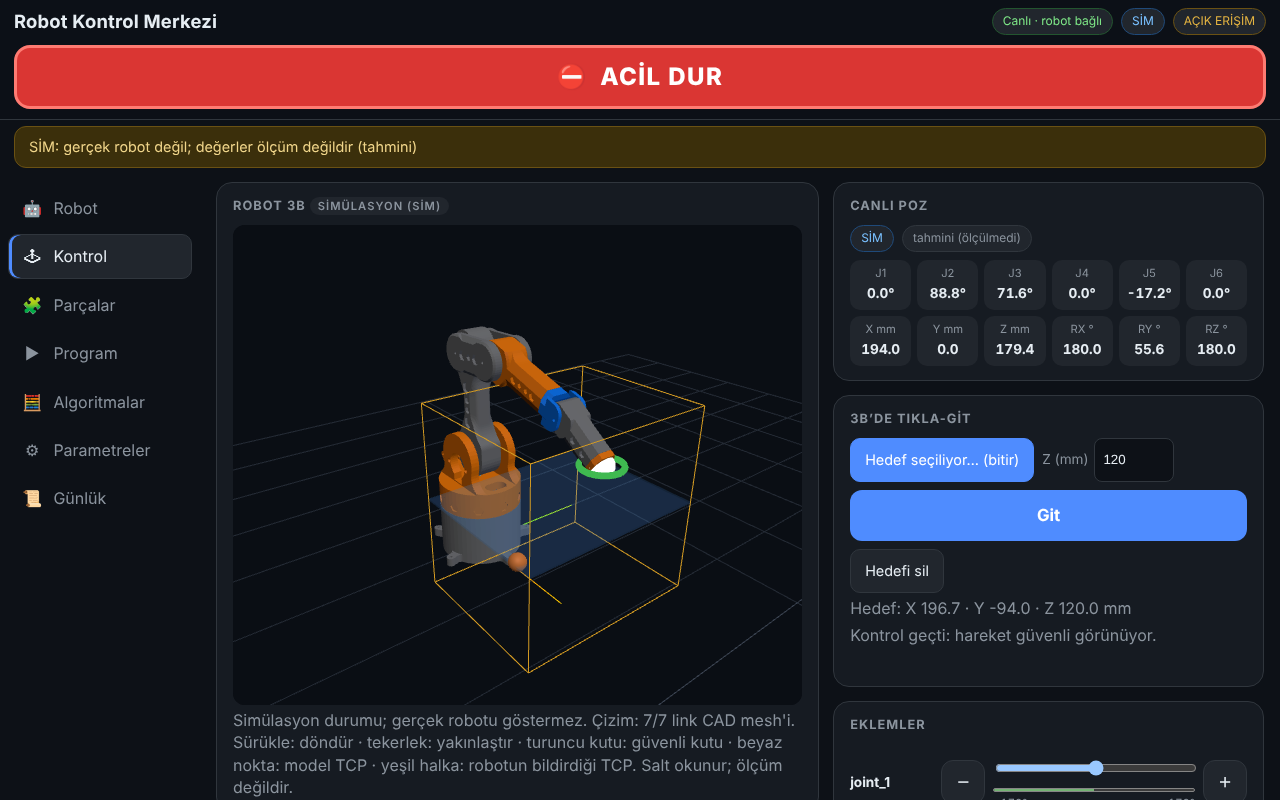 Robot Kontrol Merkezi
Canlı · robot bağlı
SİM
AÇIK ERİŞİM
ACİL DUR
SİM: gerçek robot değil; değerler ölçüm değildir (tahmini)
Robot
Kontrol
Parçalar
Program
Algoritmalar
Parametreler
Günlük
ROBOT 3B SİMÜLASYON (SİM)
Simülasyon durumu; gerçek robotu göstermez. Çizim: 7/7 link CAD mesh'i.
Sürükle: döndür · tekerlek: yakınlaştır · turuncu kutu: güvenli kutu · beyaz
nokta: model TCP · yeşil halka: robotun bildirdiği TCP. Salt okunur; ölçüm
değildir.
CANLI POZ
SİM tahmini (ölçülmedi)
J1 J2 J3 J4 J5 J6
0.0° 88.8° 71.6° 0.0° -17.2° 0.0°
X mm Y mm Z mm RX ° RY ° RZ °
194.0 0.0 179.4 180.0 55.6 180.0
3B’DE TIKLA-GİT
Hedef seçiliyor… (bitir) Z (mm) 120
Git
Hedefi sil
Hedef: X 196.7 · Y -94.0 · Z 120.0 mm
Kontrol geçti: hareket güvenli görünüyor.
EKLEMLER
joint_1 − +